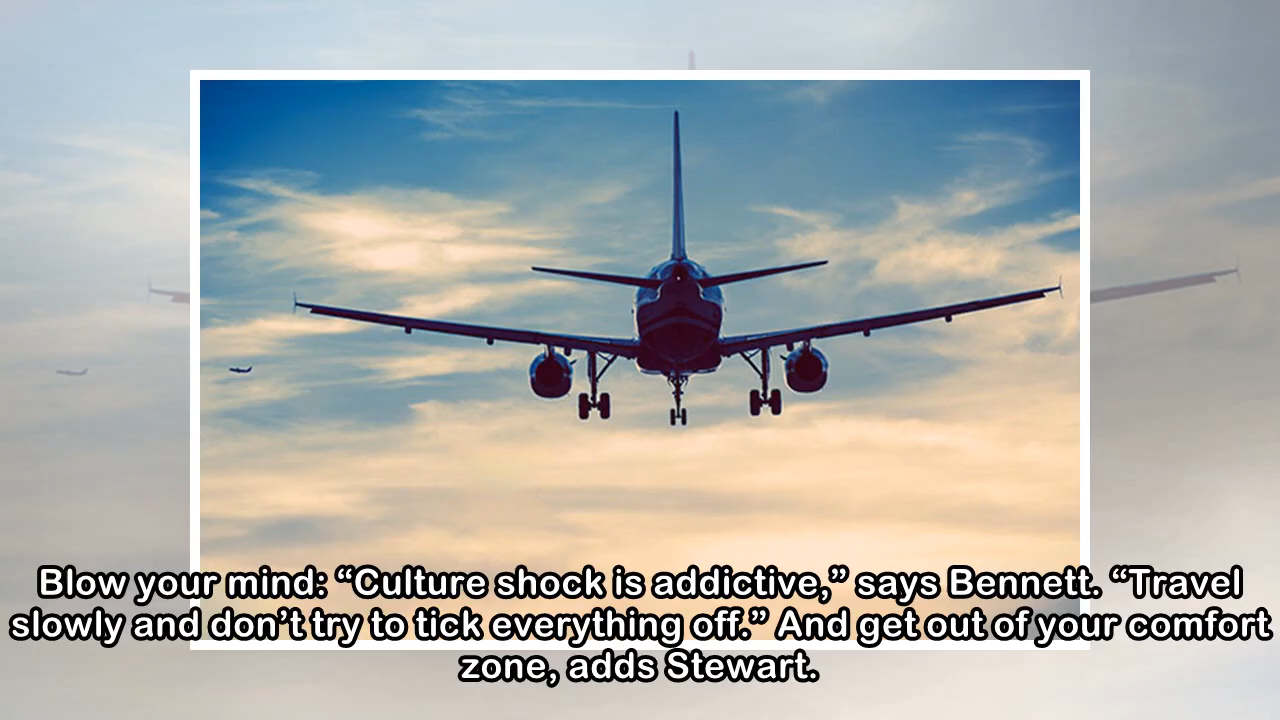 Blow your mind: “Culture shock is addictive,” says Bennett. “Travel
slowly and don’t try to tick everything off.” And get out of your comfort
zone, adds Stewart.